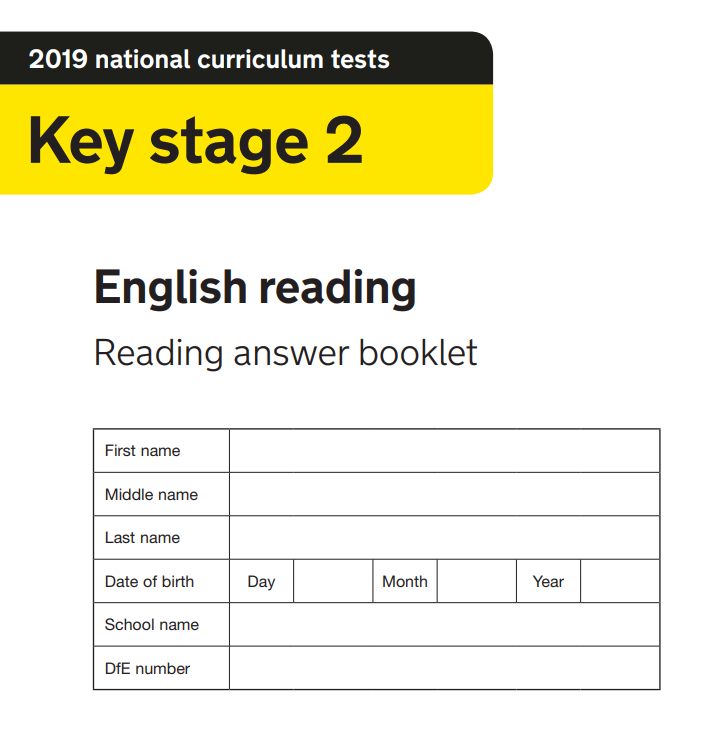 2019 national curriculum tests
Key stage 2
English reading
Reading answer booklet
First name
Middle name
Last name
Date of birth Day Month Year
School name
DfE number